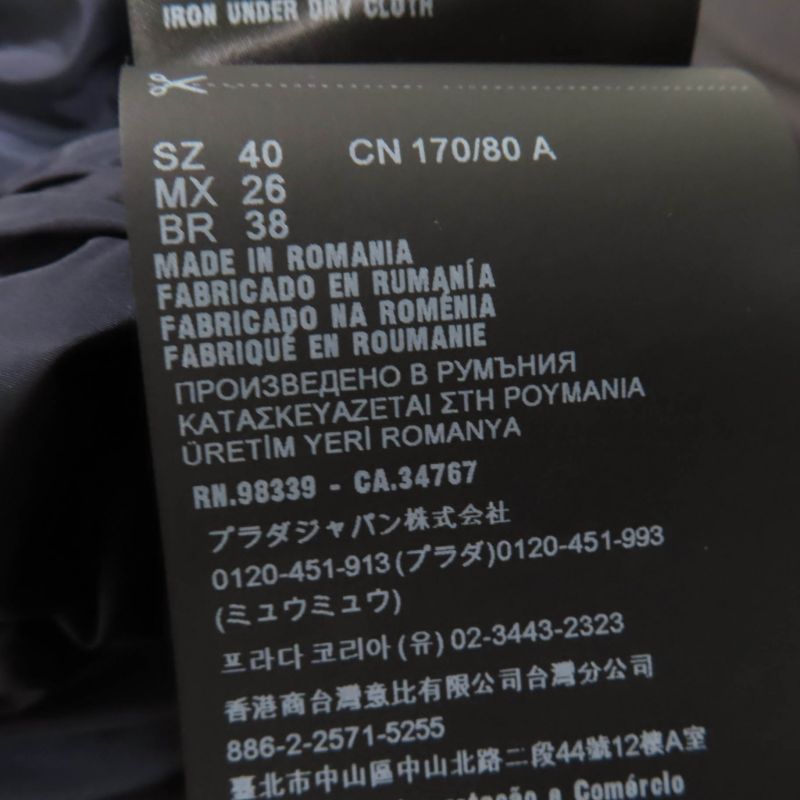 IRON UNDER DRY CLOTH
SZ 40 CN 170/80 A
MX 26
BR 38
MADE IN ROMANIA
FABRICADO EN RUMANÍA
FABRICADO NA ROMÉNIA
FABRIQUÉ EN ROUMANIE
ПРОИЗВЕДЕНО В РУМЪНИЯ
ΚΑΤΑΣΚΕΥΑΖΕΤΑΙ ΣΤΗ ΡΟΥΜΑΝΙΑ
ÜRETİM YERİ ROMANYA
RN.98339 - CA.34767
プラダジャパン株式会社
0120-451-913(プラダ)0120-451-993
(ミュウミュウ)
프라다코리아(유) 02-3443-2323
香港商台灣意比有限公司台灣分公司
886-2-2571-5255
臺北市中山區中山北路二段44號12樓A室
e Comércio